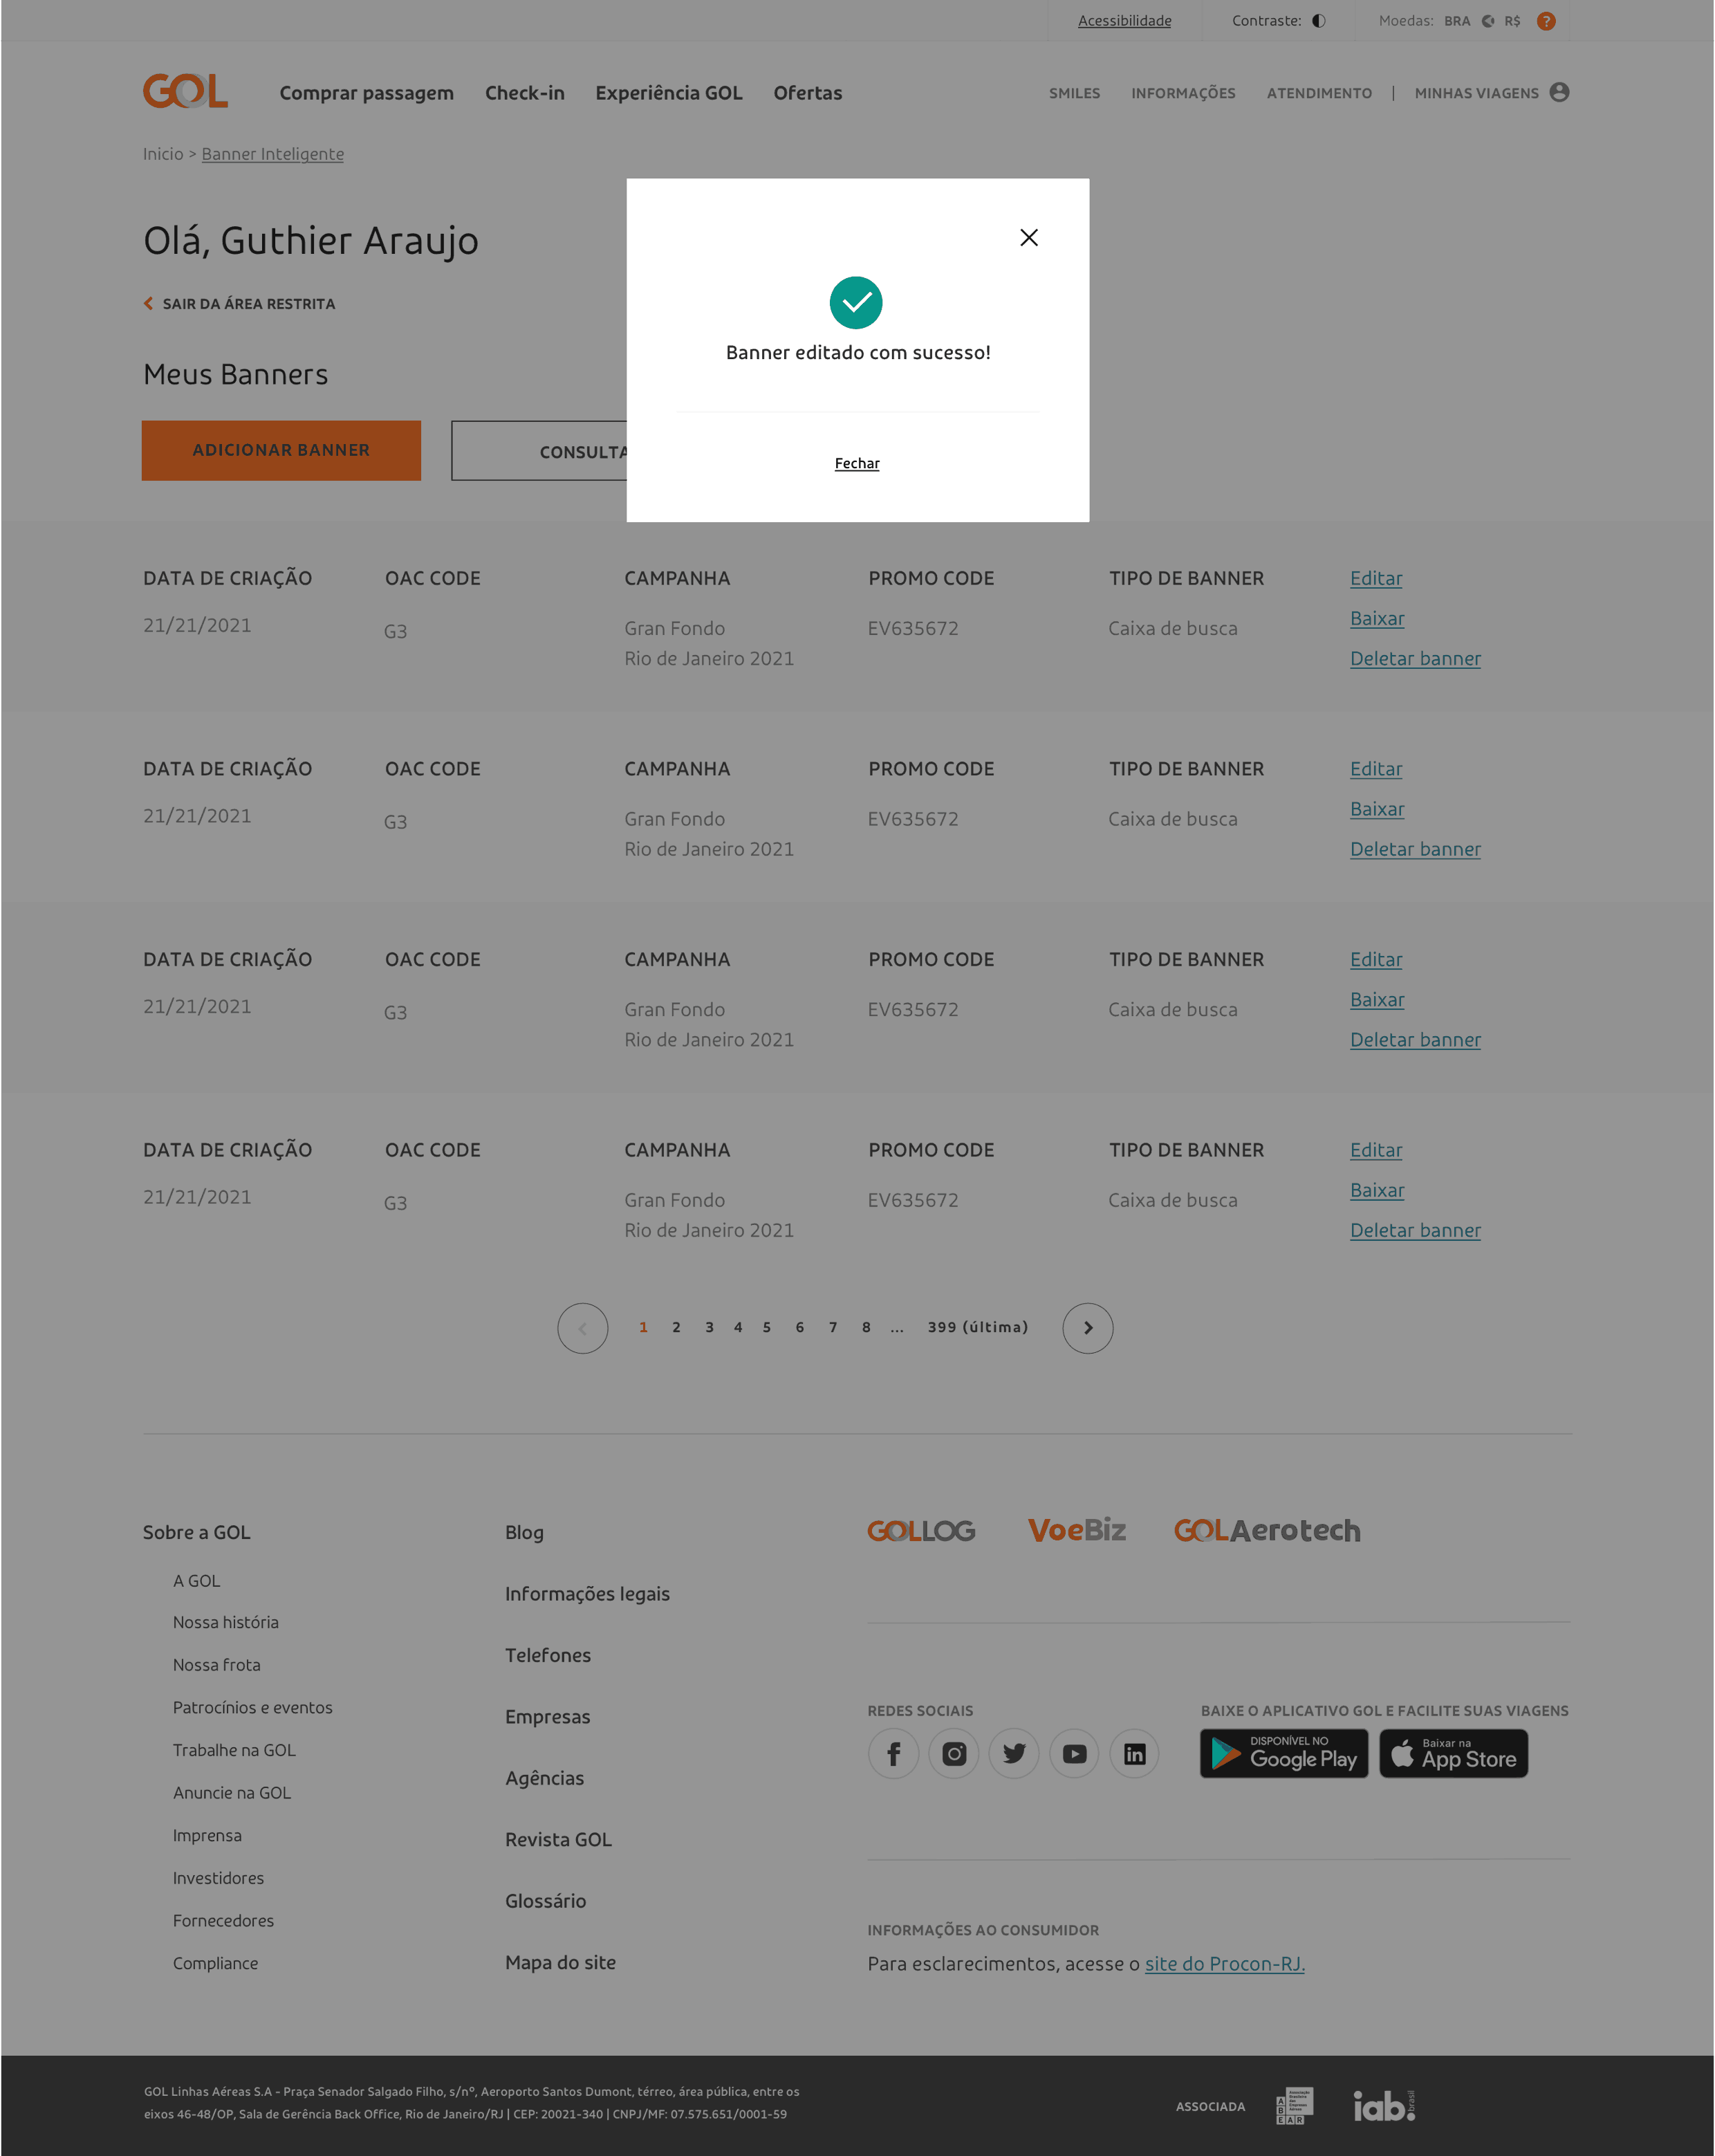 Acessibilidade
Contraste:
Moedas: BRA R$ ?
GOL
Comprar passagem Check-in Experiência GOL Ofertas
SMILES INFORMAÇÕES ATENDIMENTO | MINHAS VIAGENS
Inicio > Banner Inteligente
Olá, Guthier Araujo
SAIR DA ÁREA RESTRITA
Banner editado com sucesso!
Fechar
Meus Banners
ADICIONAR BANNER
CONSULTA
DATA DE CRIAÇÃO OAC CODE CAMPANHA PROMO CODE TIPO DE BANNER Editar
21/21/2021 G3 Gran Fondo EV635672 Caixa de busca Baixar
Rio de Janeiro 2021 Deletar banner
DATA DE CRIAÇÃO OAC CODE CAMPANHA PROMO CODE TIPO DE BANNER Editar
21/21/2021 G3 Gran Fondo EV635672 Caixa de busca Baixar
Rio de Janeiro 2021 Deletar banner
DATA DE CRIAÇÃO OAC CODE CAMPANHA PROMO CODE TIPO DE BANNER Editar
21/21/2021 G3 Gran Fondo EV635672 Caixa de busca Baixar
Rio de Janeiro 2021 Deletar banner
DATA DE CRIAÇÃO OAC CODE CAMPANHA PROMO CODE TIPO DE BANNER Editar
21/21/2021 G3 Gran Fondo EV635672 Caixa de busca Baixar
Rio de Janeiro 2021 Deletar banner
1 2 3 4 5 6 7 8 ... 399 (última)
Sobre a GOL
A GOL
Nossa história
Nossa frota
Patrocínios e eventos
Trabalhe na GOL
Anuncie na GOL
Imprensa
Investidores
Fornecedores
Compliance
Blog
Informações legais
Telefones
Empresas
Agências
Revista GOL
Glossário
Mapa do site
GOLLOG VoeBiz GOLAerotech
REDES SOCIAIS
BAIXE O APLICATIVO GOL E FACILITE SUAS VIAGENS
DISPONÍVEL NO
Google Play
Baixar na
App Store
INFORMAÇÕES AO CONSUMIDOR
Para esclarecimentos, acesse o site do Procon-RJ.
GOL Linhas Aéreas S.A - Praça Senador Salgado Filho, s/nº, Aeroporto Santos Dumont, térreo, área pública, entre os
eixos 46-48/OP, Sala de Gerência Back Office, Rio de Janeiro/RJ | CEP: 20021-340 | CNPJ/MF: 07.575.651/0001-59
ASSOCIADA
ABEAR
iab.
brasil